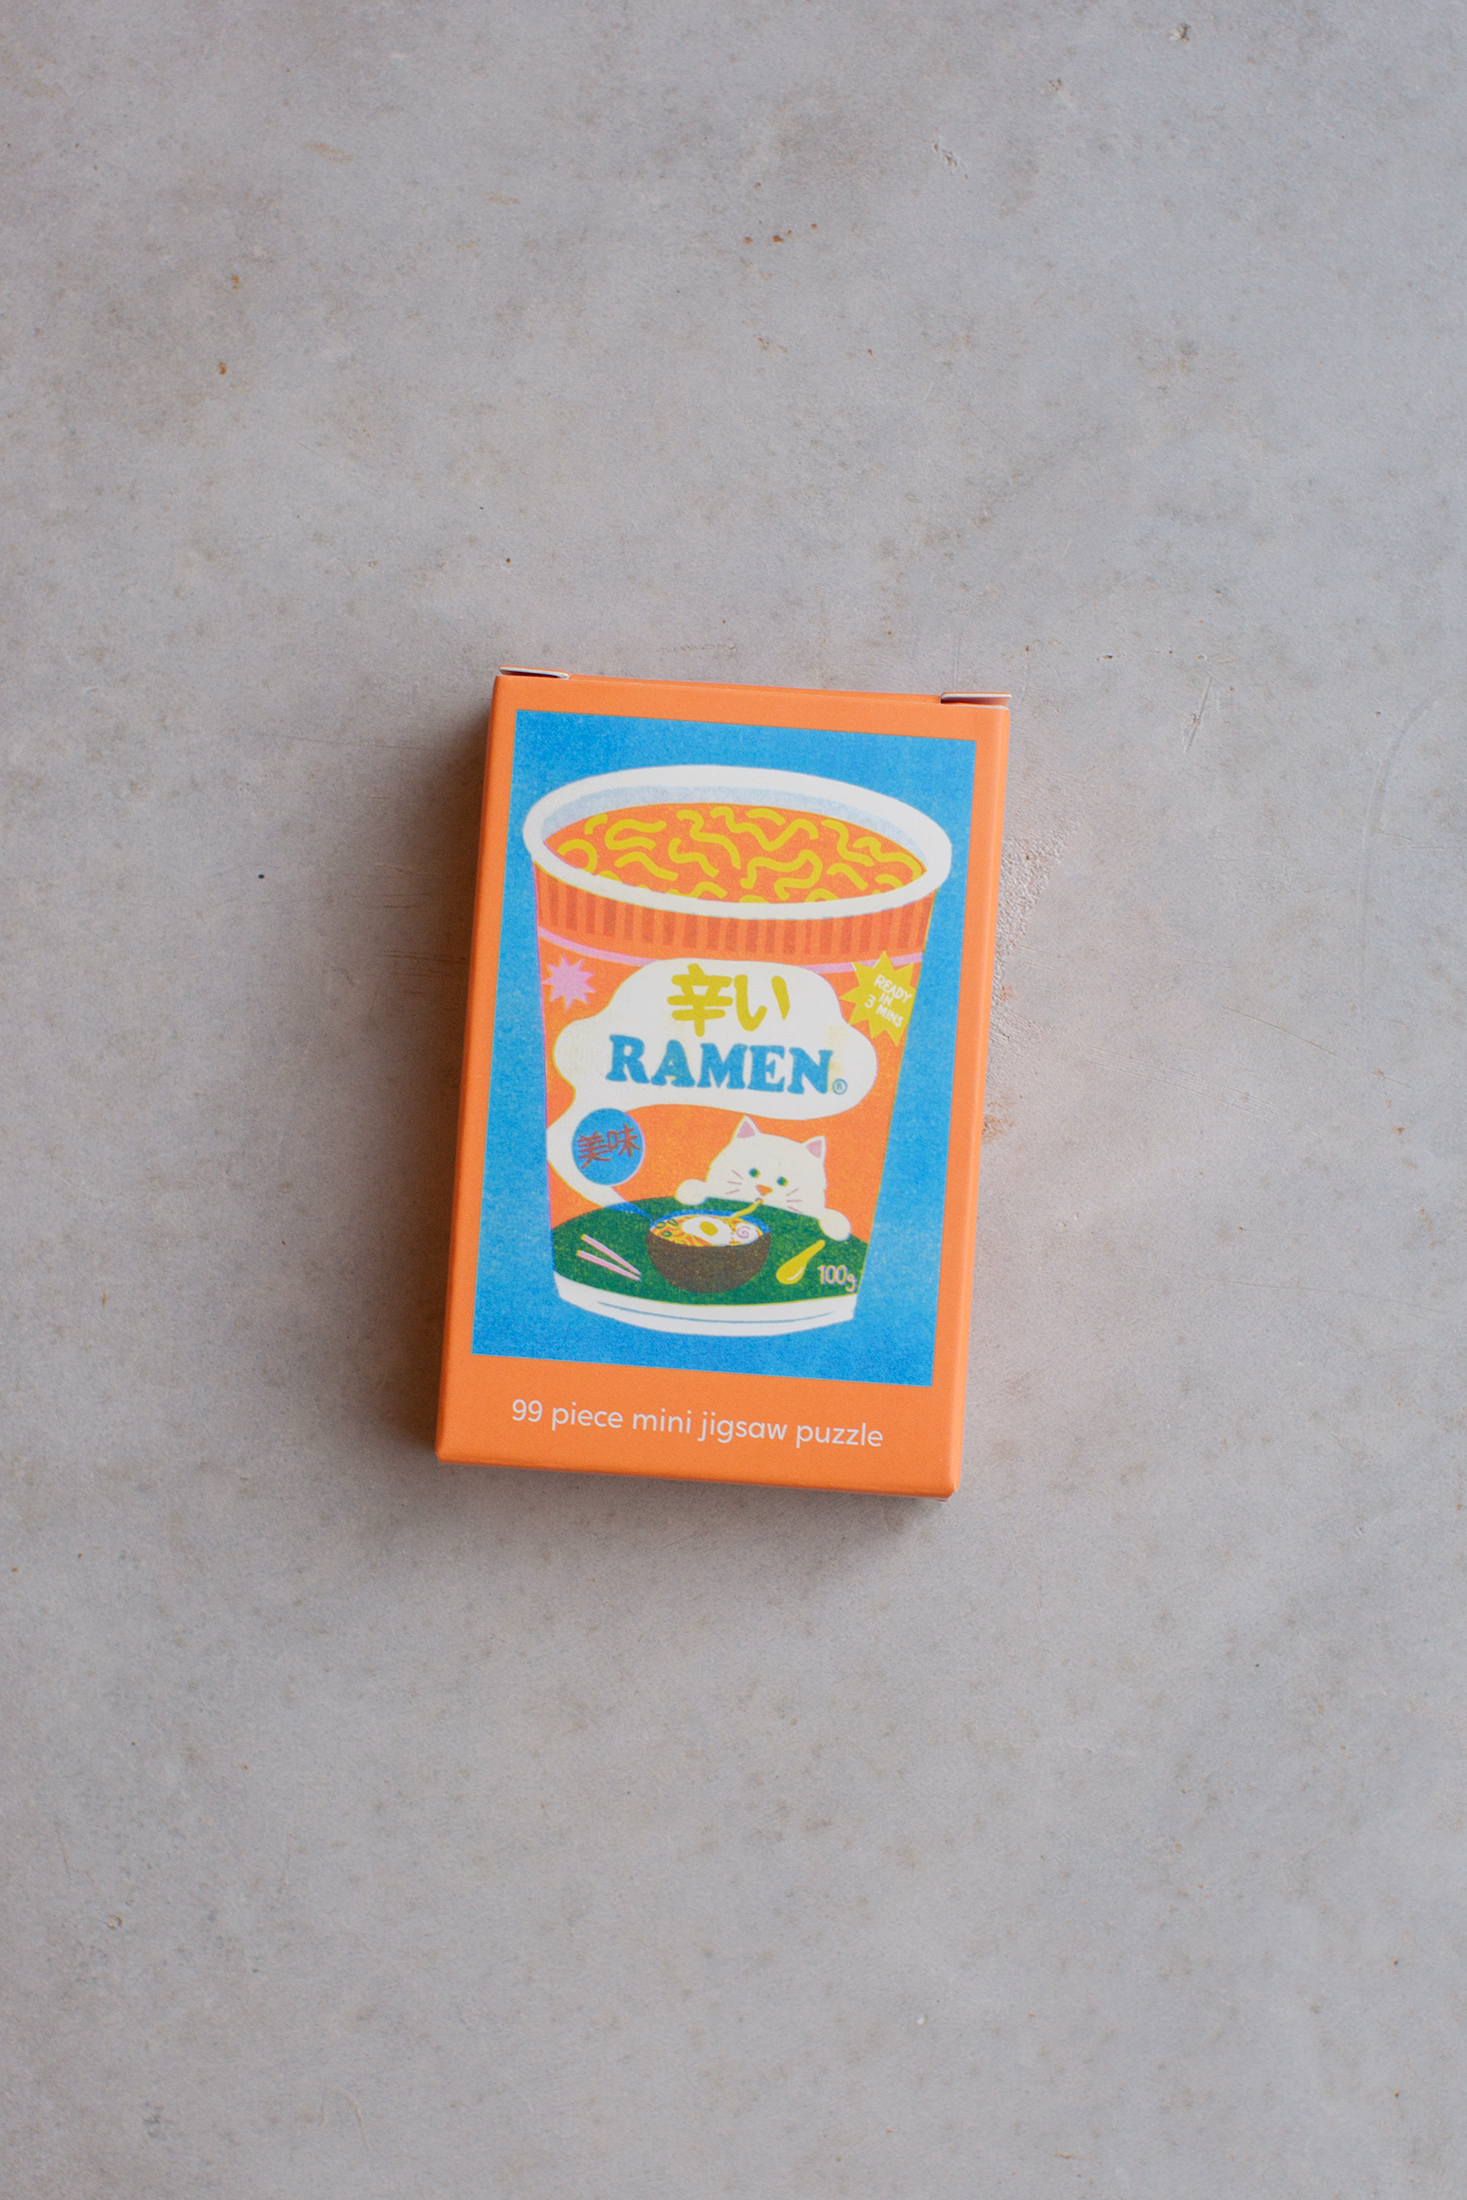 辛い
RAMEN®
READY
IN
3 MINS
美味
100g
99 piece mini jigsaw puzzle